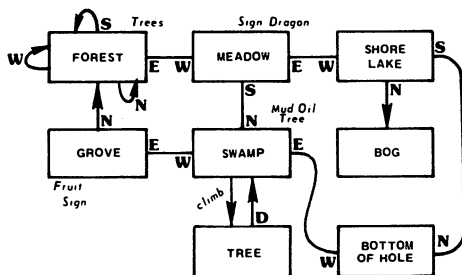 Trees
Sign Dragon
S
W
FOREST
E
N
W
MEADOW
E
S
W
SHORE
LAKE
S
N
Mud Oil
Tree
N
N
GROVE
E
W
SWAMP
E
BOG
Fruit
Sign
climb
D
TREE
W
BOTTOM
OF HOLE
N